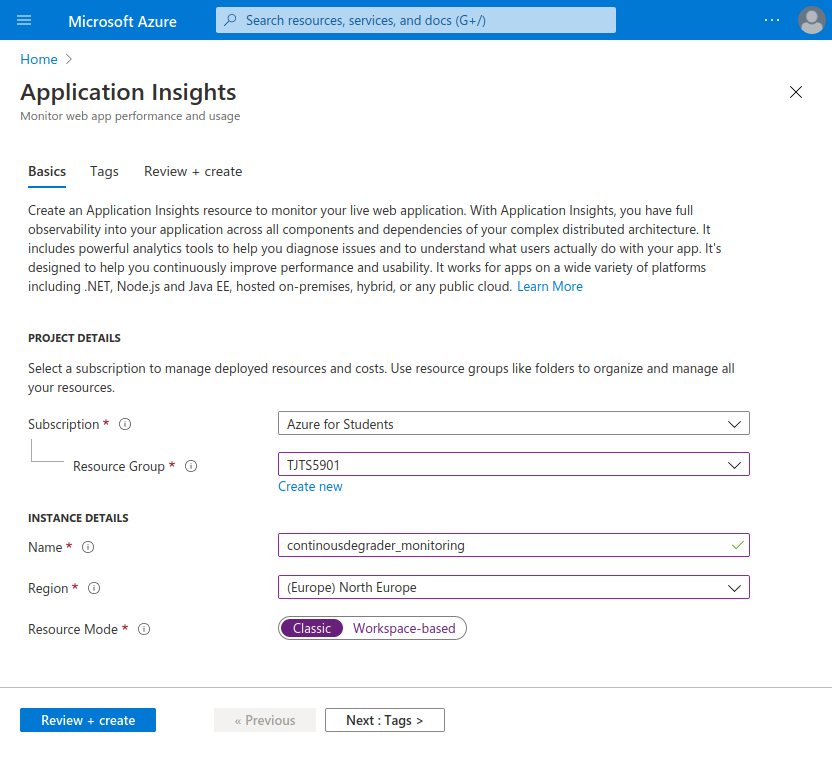 Microsoft Azure
Search resources, services, and docs (G+/)
...
Home >
Application Insights
Monitor web app performance and usage
Basics Tags Review + create
Create an Application Insights resource to monitor your live web application. With Application Insights, you have full
observability into your application across all components and dependencies of your complex distributed architecture. It
includes powerful analytics tools to help you diagnose issues and to understand what users actually do with your app. It's
designed to help you continuously improve performance and usability. It works for apps on a wide variety of platforms
including .NET, Node.js and Java EE, hosted on-premises, hybrid, or any public cloud. Learn More
PROJECT DETAILS
Select a subscription to manage deployed resources and costs. Use resource groups like folders to organize and manage all
your resources.
Subscription * Azure for Students
Resource Group * TJTS5901
Create new
INSTANCE DETAILS
Name * continousdegrader_monitoring
Region * (Europe) North Europe
Resource Mode * Classic Workspace-based
Review + create « Previous Next : Tags >